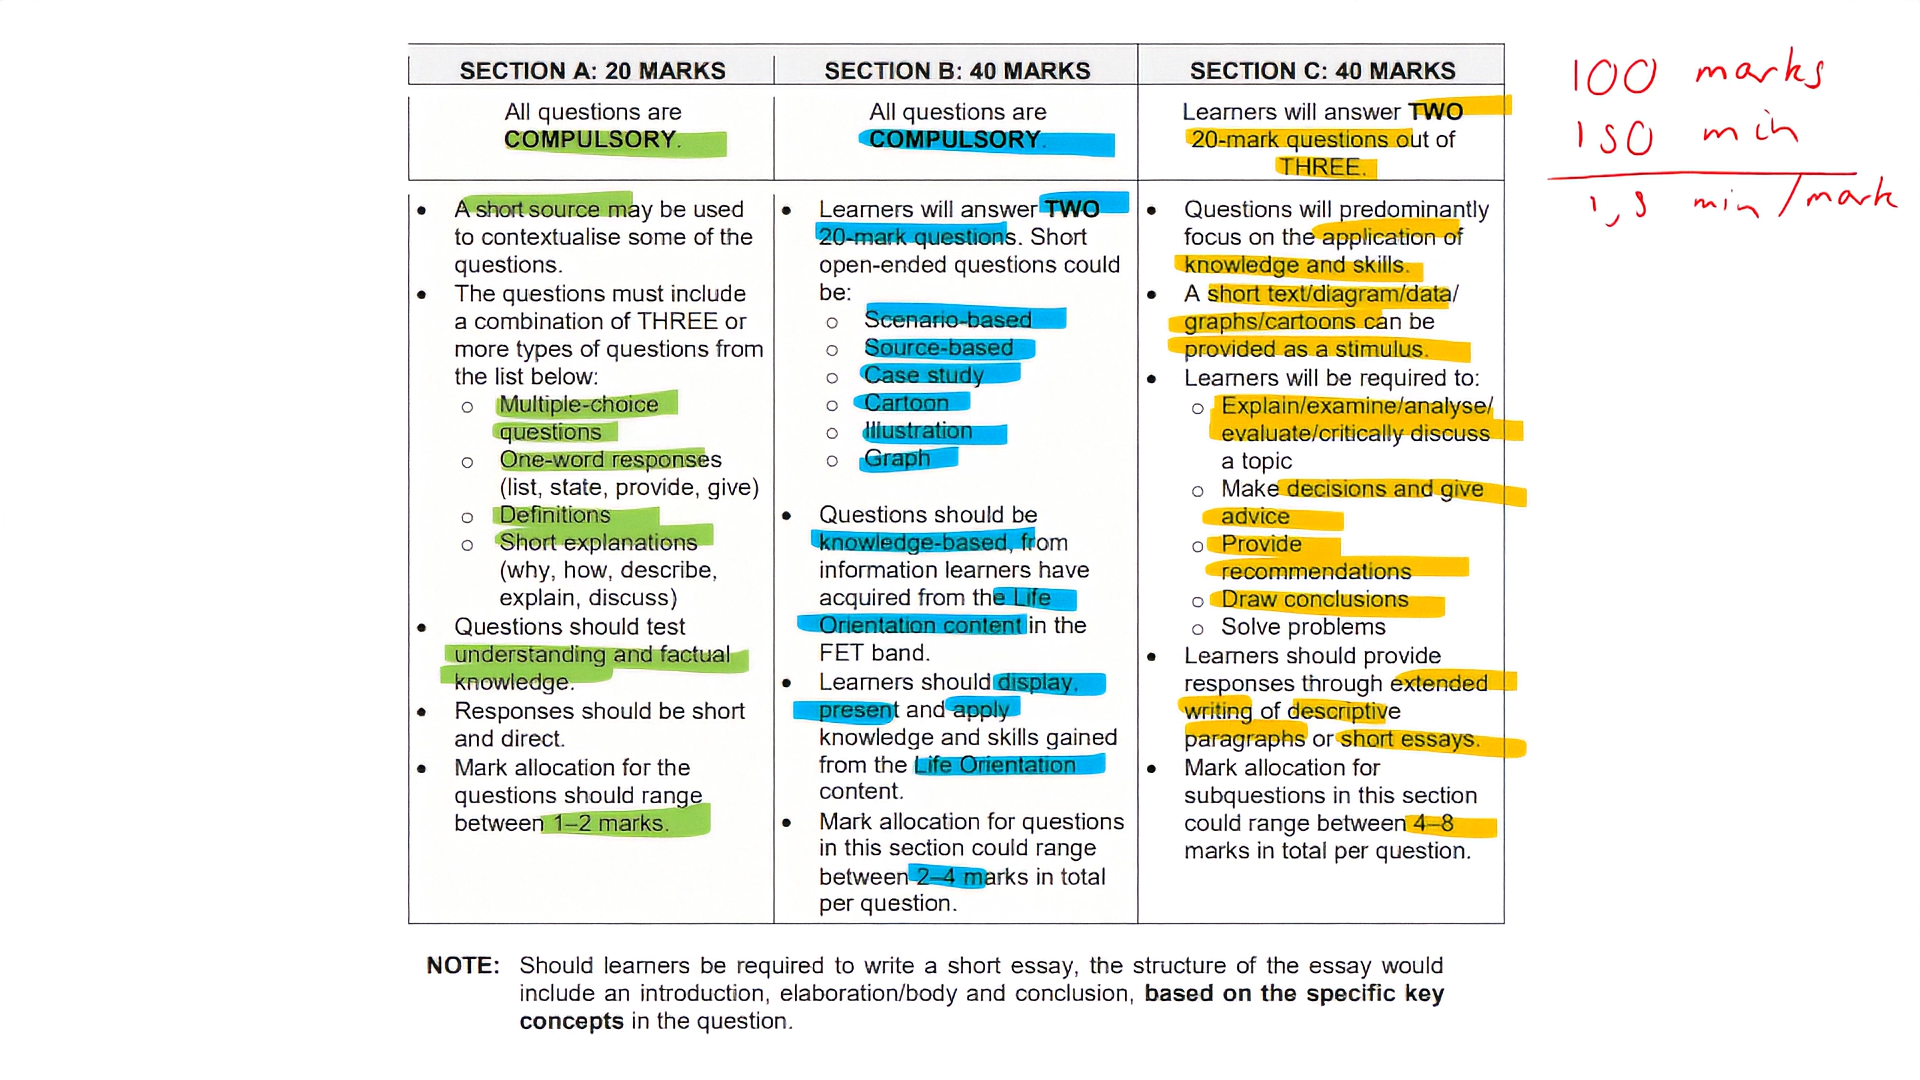 SECTION A: 20 MARKS
SECTION B: 40 MARKS
SECTION C: 40 MARKS
All questions are
COMPULSORY.
All questions are
COMPULSORY.
Learners will answer TWO
20-mark questions out of
THREE.
• A short source may be used
to contextualise some of the
questions.
• The questions must include
a combination of THREE or
more types of questions from
the list below:
o Multiple-choice
questions
o One-word responses
(list, state, provide, give)
o Definitions
o Short explanations
(why, how, describe,
explain, discuss)
• Questions should test
understanding and factual
knowledge.
• Responses should be short
and direct.
• Mark allocation for the
questions should range
between 1–2 marks.
• Learners will answer TWO
20-mark questions. Short
open-ended questions could
be:
o Scenario-based
o Source-based
o Case study
o Cartoon
o Illustration
o Graph
• Questions should be
knowledge-based, from
information learners have
acquired from the Life
Orientation content in the
FET band.
• Learners should display,
present and apply
knowledge and skills gained
from the Life Orientation
content.
• Mark allocation for questions
in this section could range
between 2–4 marks in total
per question.
• Questions will predominantly
focus on the application of
knowledge and skills.
• A short text/diagram/data/
graphs/cartoons can be
provided as a stimulus.
• Learners will be required to:
o Explain/examine/analyse/
evaluate/critically discuss
a topic
o Make decisions and give
advice
o Provide
recommendations
o Draw conclusions
o Solve problems
• Learners should provide
responses through extended
writing of descriptive
paragraphs or short essays.
• Mark allocation for
subquestions in this section
could range between 4–8
marks in total per question.
NOTE: Should learners be required to write a short essay, the structure of the essay would
include an introduction, elaboration/body and conclusion, based on the specific key
concepts in the question.
100 marks
150 min
1,5 min/mark